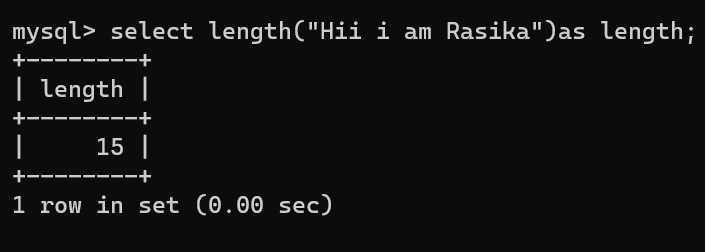 mysql> select length("Hii i am Rasika")as length;
+--------+
| length |
+--------+
|     15 |
+--------+
1 row in set (0.00 sec)